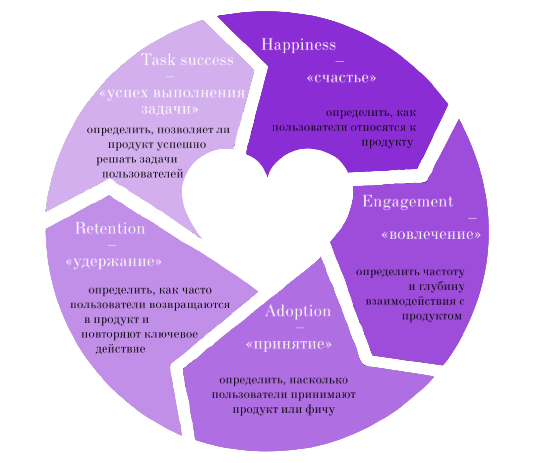 Happiness
–
«счастье»
определить, как
пользователи относятся к
продукту
Engagement
–
«вовлечение»
определить частоту
и глубину
взаимодействия с
продуктом
Adoption
–
«принятие»
определить, насколько
пользователи принимают
продукт или фичу
Retention
–
«удержание»
определить, как часто
пользователи возвращаются
в продукт и
повторяют ключевое
действие
Task success
–
«успех выполнения
задачи»
определить, позволяет ли
продукт успешно
решать задачи
пользователей